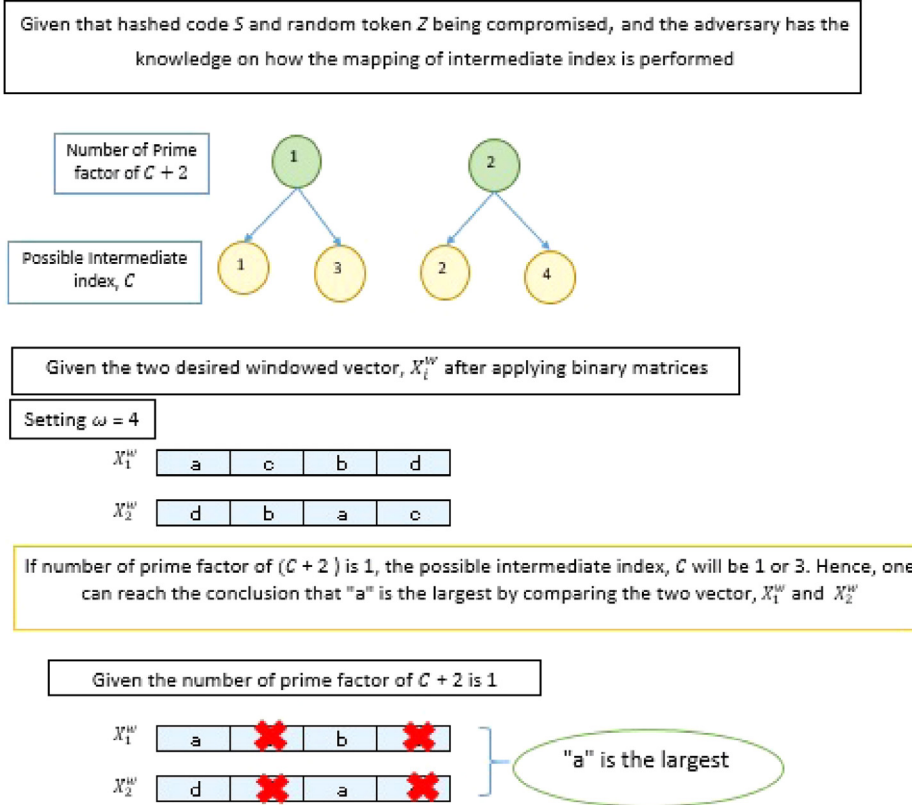 Given that hashed code S and random token Z being compromised, and the adversary has the
knowledge on how the mapping of intermediate index is performed
Number of Prime
factor of C + 2
1
2
Possible Intermediate
index, C
1
3
2
4
Given the two desired windowed vector, X_i^w after applying binary matrices
Setting ω = 4
X_1^w a c b d
X_2^w d b a c
If number of prime factor of (C + 2 ) is 1, the possible intermediate index, C will be 1 or 3. Hence, one
can reach the conclusion that "a" is the largest by comparing the two vector, X_1^w and X_2^w
Given the number of prime factor of C + 2 is 1
X_1^w a b
X_2^w d a
"a" is the largest